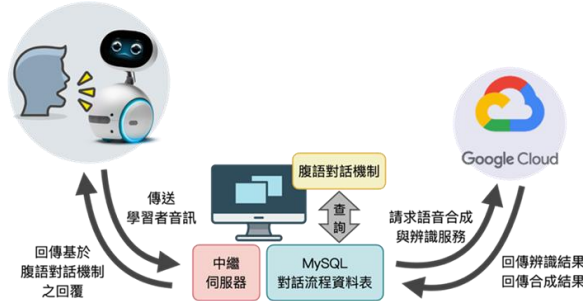 Google Cloud
腹語對話機制
查
詢
傳送
學習者音訊
請求語音合成
與辨識服務
回傳基於
腹語對話機制
之回覆
中繼
伺服器
MySQL
對話流程資料表
回傳辨識結果
回傳合成結果